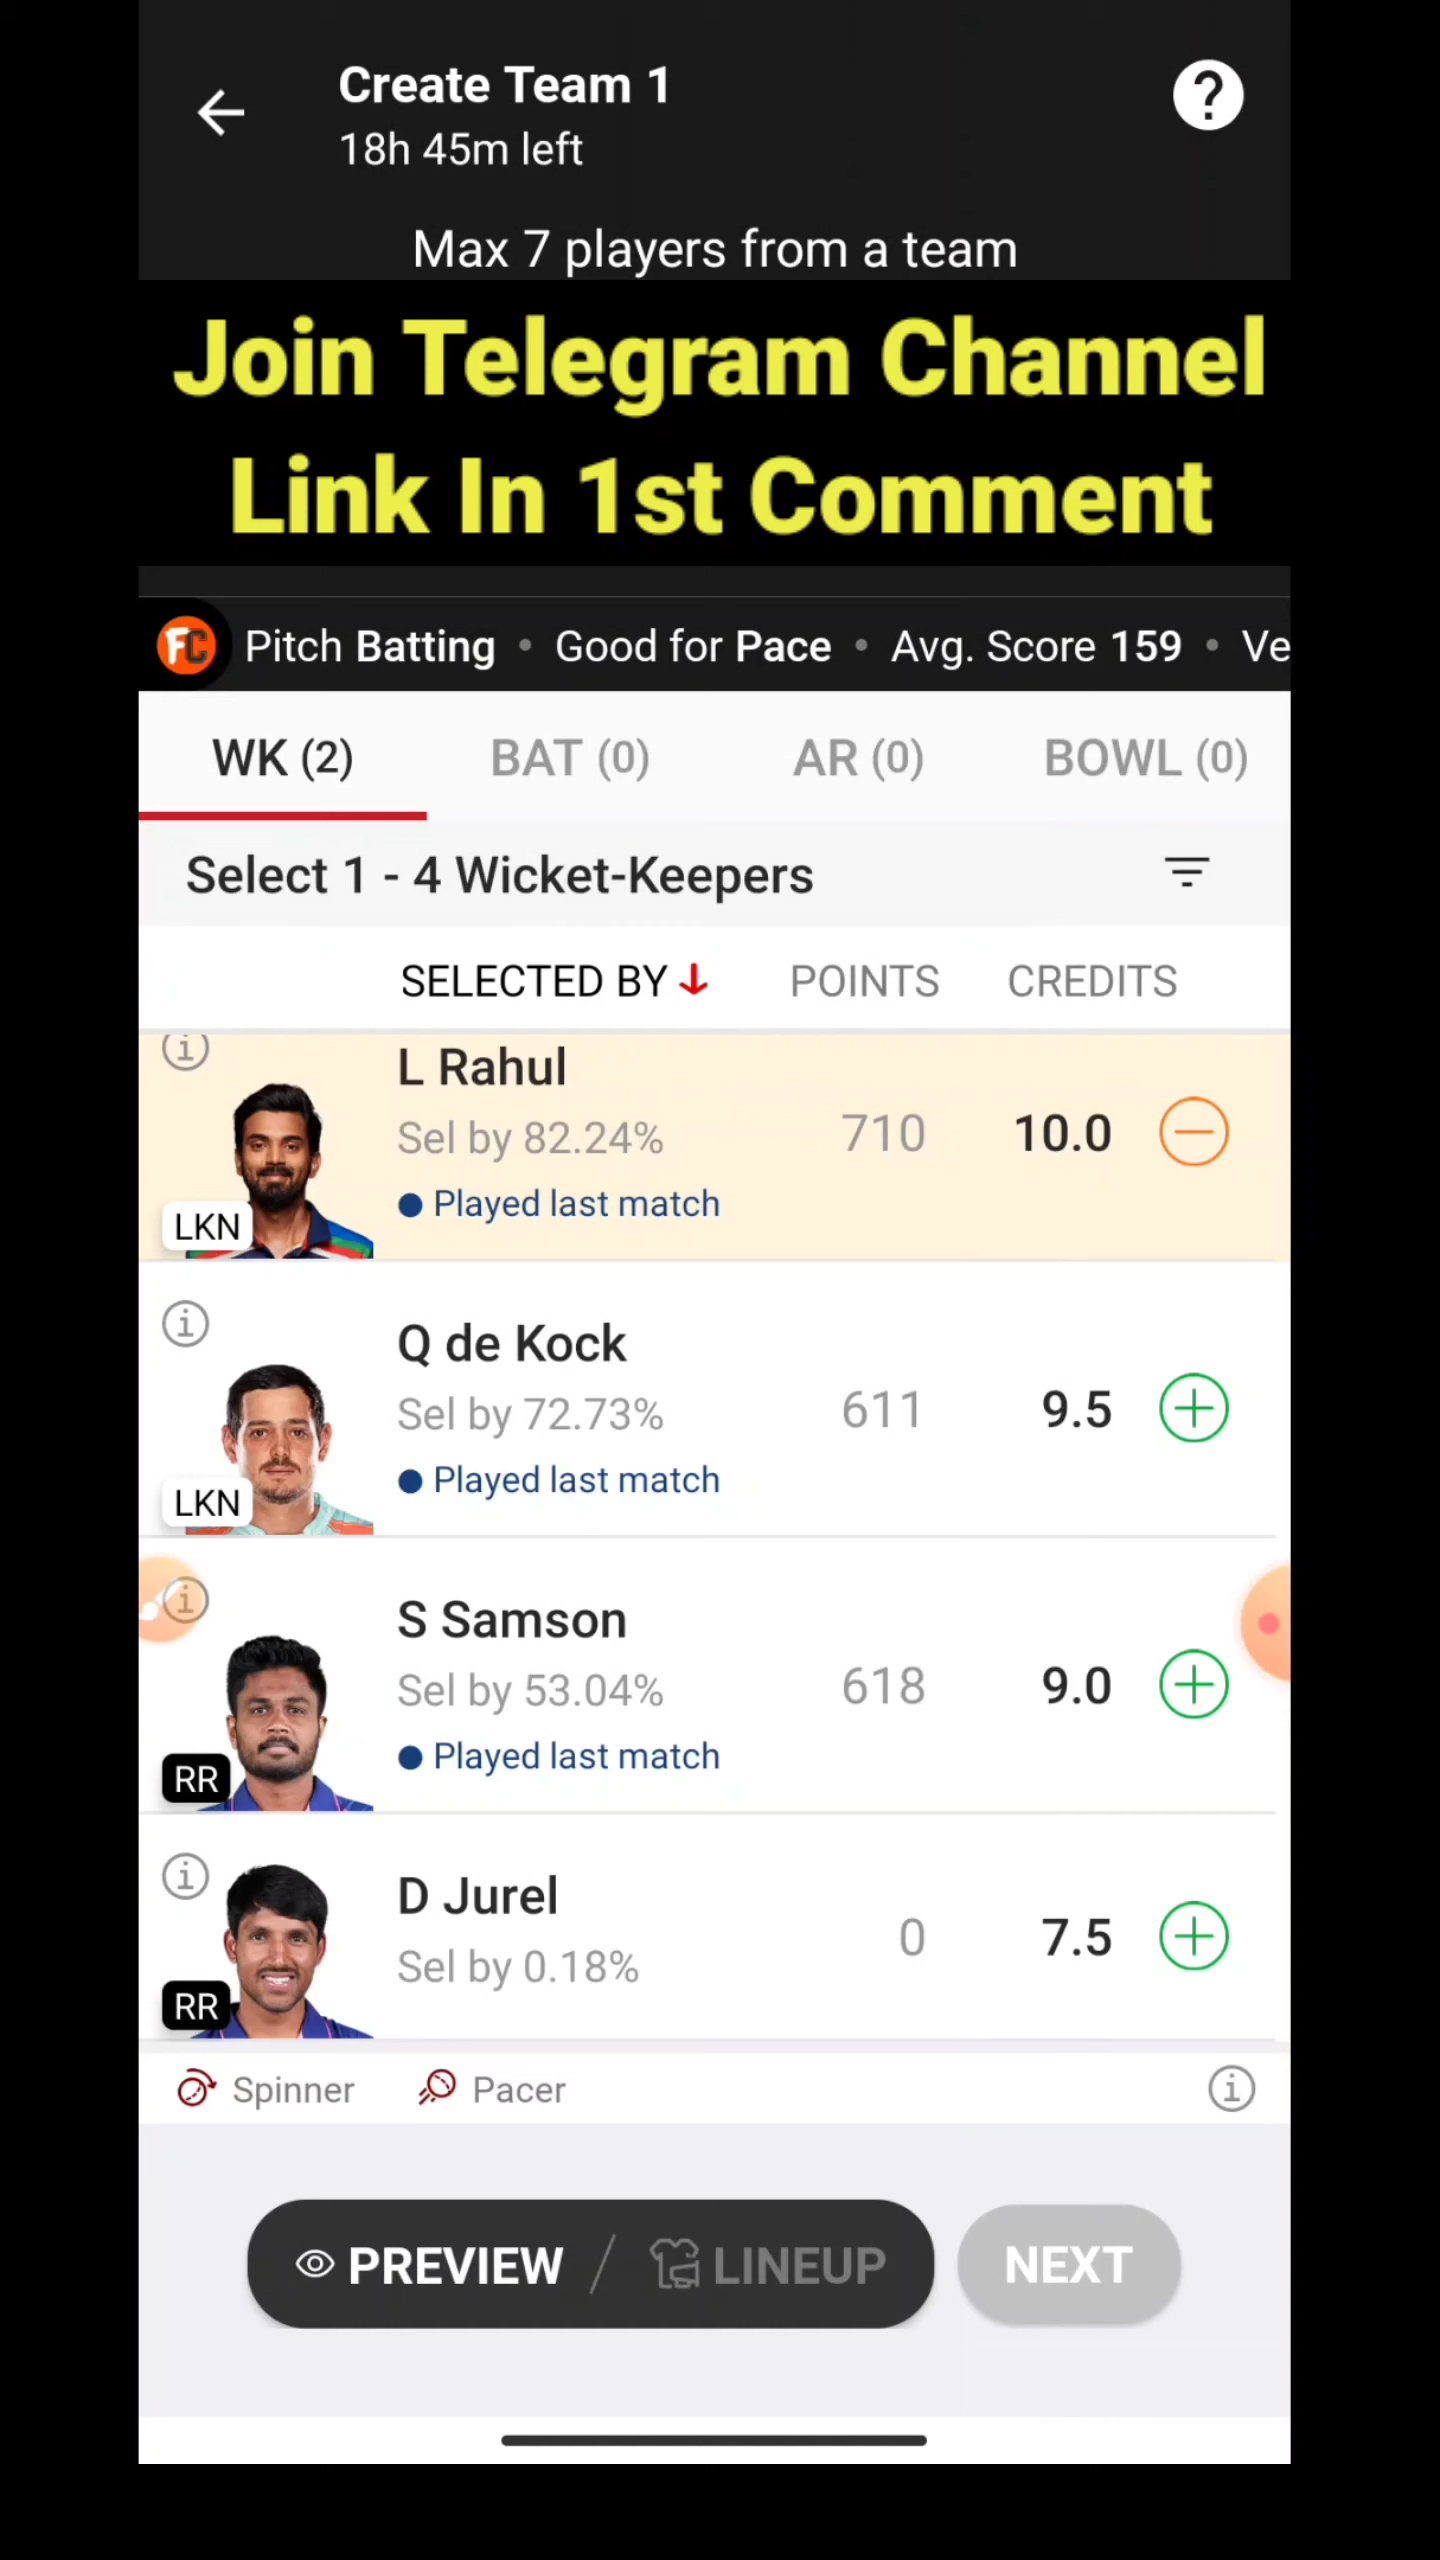 Create Team 1
18h 45m left
?
Max 7 players from a team
Join Telegram Channel
Link In 1st Comment
FC Pitch Batting • Good for Pace • Avg. Score 159 • Ve
WK (2) BAT (0) AR (0) BOWL (0)
Select 1 - 4 Wicket-Keepers
SELECTED BY ↓ POINTS CREDITS
i
L Rahul
Sel by 82.24% 710 10.0
Played last match
LKN
i
Q de Kock
Sel by 72.73% 611 9.5
Played last match
LKN
i
S Samson
Sel by 53.04% 618 9.0
Played last match
RR
i
D Jurel
Sel by 0.18% 0 7.5
RR
Spinner Pacer i
PREVIEW / LINEUP NEXT